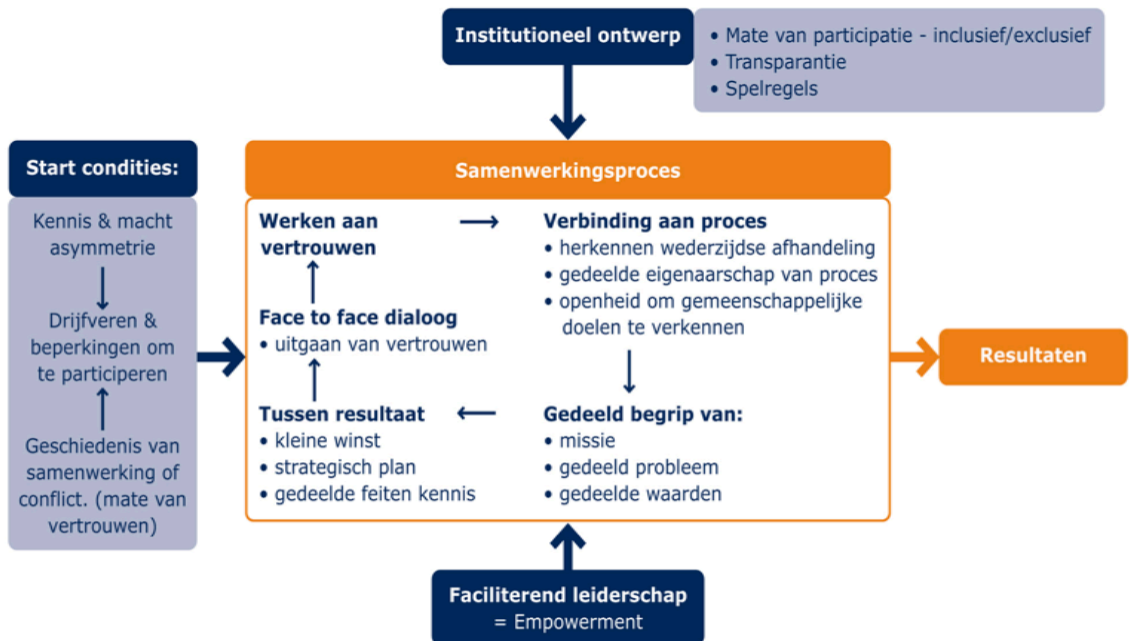 Institutioneel ontwerp
• Mate van participatie - inclusief/exclusief
• Transparantie
• Spelregels
Start condities:
Kennis & macht
asymmetrie
Drijfveren &
beperkingen om
te participeren
Geschiedenis van
samenwerking of
conflict. (mate van
vertrouwen)
Samenwerkingsproces
Werken aan
vertrouwen
Verbinding aan proces
• herkennen wederzijdse afhandeling
• gedeelde eigenaarschap van proces
• openheid om gemeenschappelijke
doelen te verkennen
Face to face dialoog
• uitgaan van vertrouwen
Tussen resultaat
• kleine winst
• strategisch plan
• gedeelde feiten kennis
Gedeeld begrip van:
• missie
• gedeeld probleem
• gedeelde waarden
Resultaten
Faciliterend leiderschap
= Empowerment